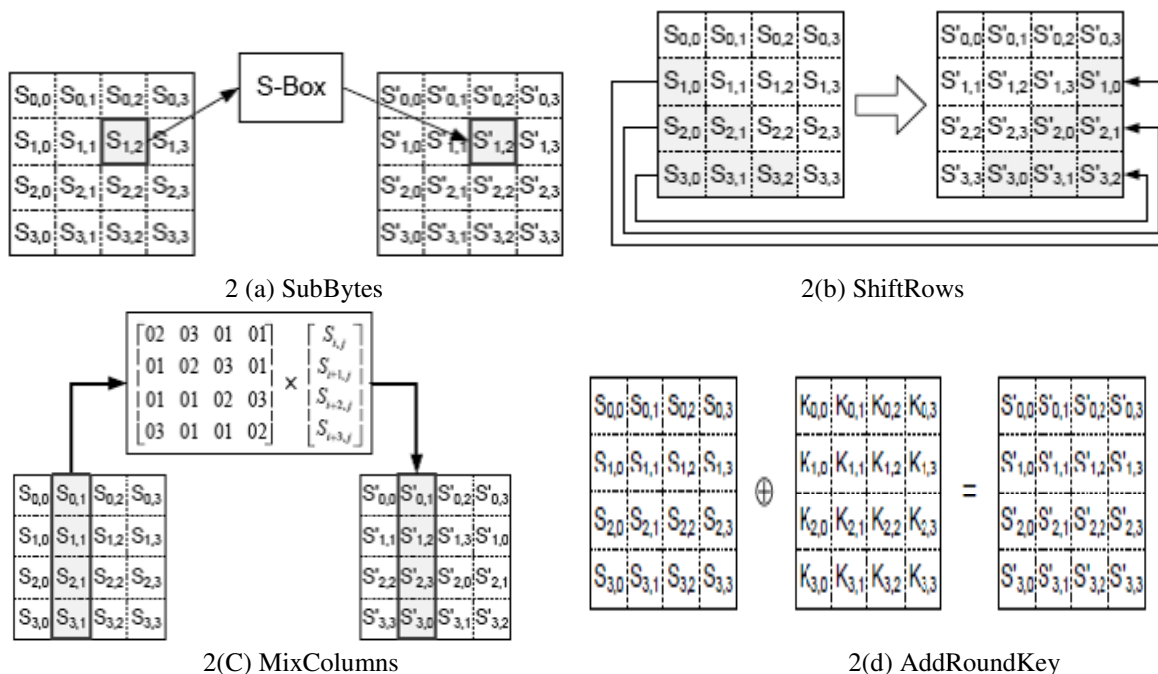 S0,0 S0,1 S0,2 S0,3
S1,0 S1,1 S1,2 S1,3
S2,0 S2,1 S2,2 S2,3
S3,0 S3,1 S3,2 S3,3
S-Box
S'0,0 S'0,1 S'0,2 S'0,3
S'1,0 S'1,1 S'1,2 S'1,3
S'2,0 S'2,1 S'2,2 S'2,3
S'3,0 S'3,1 S'3,2 S'3,3
2 (a) SubBytes
S0,0 S0,1 S0,2 S0,3
S1,0 S1,1 S1,2 S1,3
S2,0 S2,1 S2,2 S2,3
S3,0 S3,1 S3,2 S3,3
S'0,0 S'0,1 S'0,2 S'0,3
S'1,1 S'1,2 S'1,3 S'1,0
S'2,2 S'2,3 S'2,0 S'2,1
S'3,3 S'3,0 S'3,1 S'3,2
2(b) ShiftRows
02 03 01 01 Si,j
01 02 03 01 Si+1,j
×
01 01 02 03 Si+2,j
03 01 01 02 Si+3,j
S0,0 S0,1 S0,2 S0,3
S1,0 S1,1 S1,2 S1,3
S2,0 S2,1 S2,2 S2,3
S3,0 S3,1 S3,2 S3,3
S'0,0 S'0,1 S'0,2 S'0,3
S'1,1 S'1,2 S'1,3 S'1,0
S'2,2 S'2,3 S'2,0 S'2,1
S'3,3 S'3,0 S'3,1 S'3,2
2(C) MixColumns
S0,0 S0,1 S0,2 S0,3
S1,0 S1,1 S1,2 S1,3
S2,0 S2,1 S2,2 S2,3
S3,0 S3,1 S3,2 S3,3
⊕
K0,0 K0,1 K0,2 K0,3
K1,0 K1,1 K1,2 K1,3
K2,0 K2,1 K2,2 K2,3
K3,0 K3,1 K3,2 K3,3
=
S'0,0 S'0,1 S'0,2 S'0,3
S'1,0 S'1,1 S'1,2 S'1,3
S'2,0 S'2,1 S'2,2 S'2,3
S'3,0 S'3,1 S'3,2 S'3,3
2(d) AddRoundKey